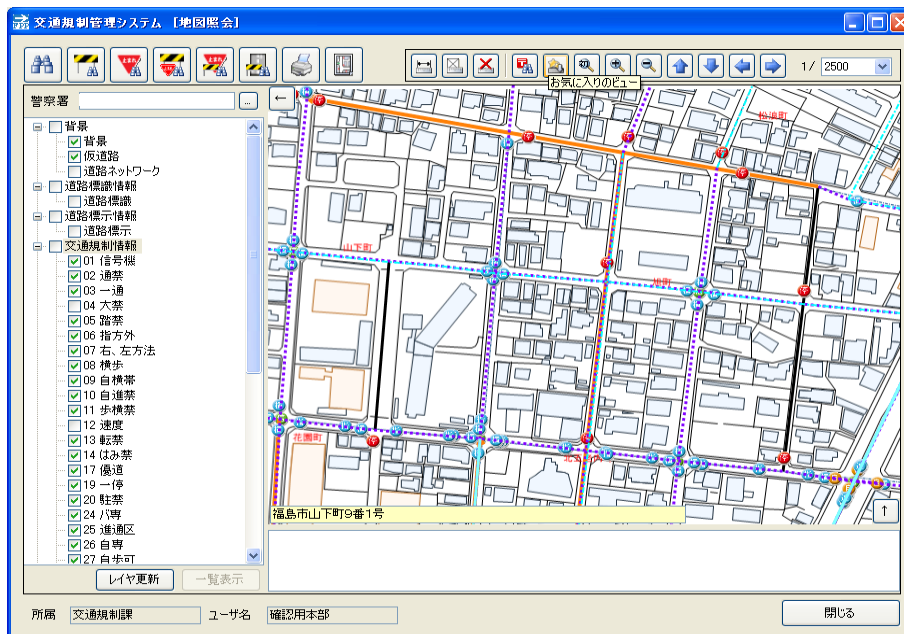 交通規制管理システム [地図照会]
1/ 2500
お気に入りのビュー
警察署
...
背景
背景
仮道路
道路ネットワーク
道路標識情報
道路標識
道路標示情報
道路標示
交通規制情報
01 信号機
02 通禁
03 一通
04 大禁
05 踏禁
06 指方外
07 右、左方法
08 横歩
09 自横帯
10 自進禁
11 歩横禁
12 速度
13 転禁
14 はみ禁
17 優道
19 一停
20 駐禁
24 バ専
25 進通区
26 自専
27 自歩可
←
松浪町
山下町
旭町
花園町
福島市山下町9番1号
↑
レイヤ更新
一覧表示
所属 交通規制課 ユーザ名 確認用本部
閉じる